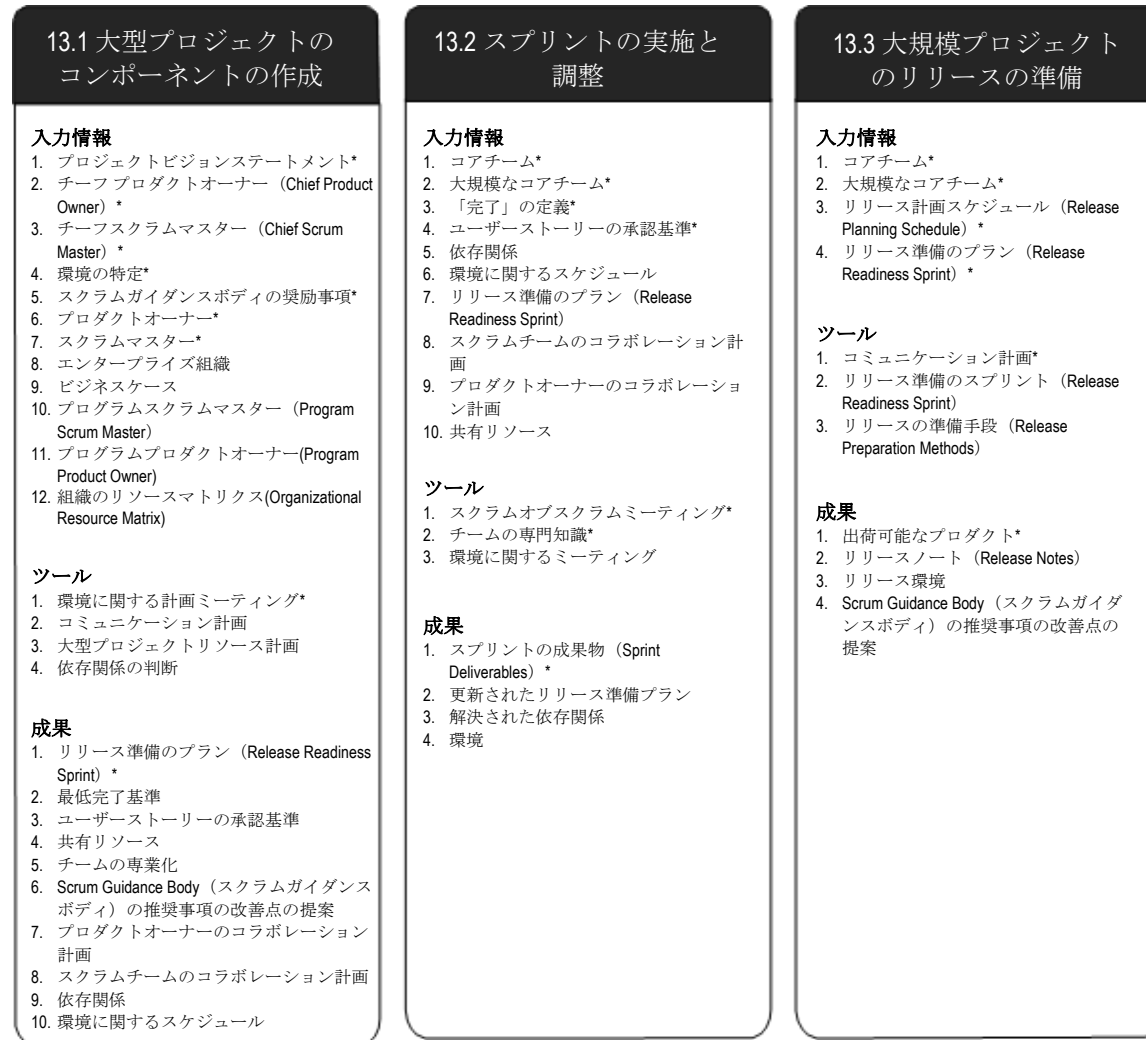 13.1 大型プロジェクトの
コンポーネントの作成
入力情報
1. プロジェクトビジョンステートメント*
2. チーフ プロダクトオーナー（Chief Product
Owner）*
3. チーフスクラムマスター（Chief Scrum
Master）*
4. 環境の特定*
5. スクラムガイダンスボディの奨励事項*
6. プロダクトオーナー*
7. スクラムマスター*
8. エンタープライズ組織
9. ビジネスケース
10. プログラムスクラムマスター（Program
Scrum Master）
11. プログラムプロダクトオーナー(Program
Product Owner)
12. 組織のリソースマトリクス(Organizational
Resource Matrix)
ツール
1. 環境に関する計画ミーティング*
2. コミュニケーション計画
3. 大型プロジェクトリソース計画
4. 依存関係の判断
成果
1. リリース準備のプラン（Release Readiness
Sprint）*
2. 最低完了基準
3. ユーザーストーリーの承認基準
4. 共有リソース
5. チームの専業化
6. Scrum Guidance Body（スクラムガイダンス
ボディ）の推奨事項の改善点の提案
7. プロダクトオーナーのコラボレーション
計画
8. スクラムチームのコラボレーション計画
9. 依存関係
10. 環境に関するスケジュール
13.2 スプリントの実施と
調整
入力情報
1. コアチーム*
2. 大規模なコアチーム*
3. 「完了」の定義*
4. ユーザーストーリーの承認基準*
5. 依存関係
6. 環境に関するスケジュール
7. リリース準備のプラン（Release
Readiness Sprint）
8. スクラムチームのコラボレーション計
画
9. プロダクトオーナーのコラボレーショ
ン計画
10. 共有リソース
ツール
1. スクラムオブスクラムミーティング*
2. チームの専門知識*
3. 環境に関するミーティング
成果
1. スプリントの成果物（Sprint
Deliverables）*
2. 更新されたリリース準備プラン
3. 解決された依存関係
4. 環境
13.3 大規模プロジェクト
のリリースの準備
入力情報
1. コアチーム*
2. 大規模なコアチーム*
3. リリース計画スケジュール（Release
Planning Schedule）*
4. リリース準備のプラン（Release
Readiness Sprint）*
ツール
1. コミュニケーション計画*
2. リリース準備のスプリント（Release
Readiness Sprint）
3. リリースの準備手段（Release
Preparation Methods）
成果
1. 出荷可能なプロダクト*
2. リリースノート（Release Notes）
3. リリース環境
4. Scrum Guidance Body（スクラムガイダ
ンスボディ）の推奨事項の改善点の
提案